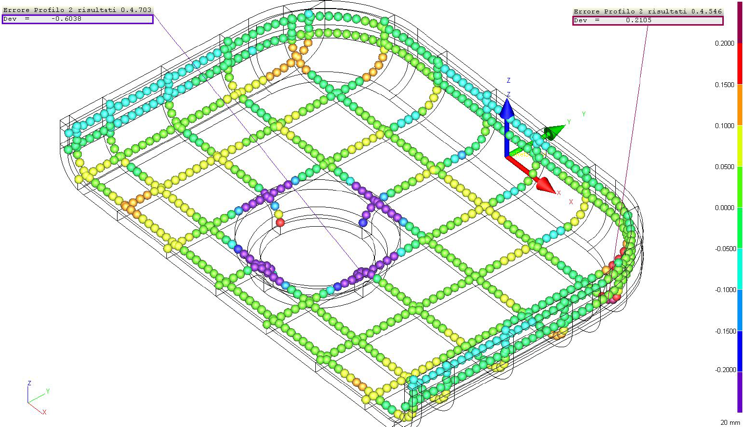 Errore Profilo 2 risultati 0.4.703
Dev = -0.6038
Errore Profilo 2 risultati 0.4.546
Dev = 0.2105
0.2000
0.1500
0.1000
0.0500
0.0000
-0.0500
-0.1000
-0.1500
-0.2000
20 mm
Z
Z
Y
Y
X
X
Z
Y
X